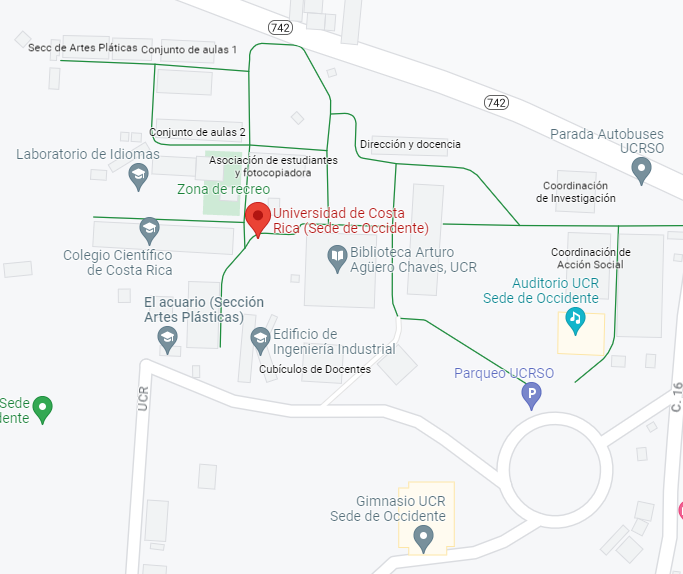 742
Secc de Artes Pláticas
Conjunto de aulas 1
742
Conjunto de aulas 2
Dirección y docencia
Parada Autobuses
UCRSO
Laboratorio de Idiomas
Asociación de estudiantes
y fotocopiadora
Zona de recreo
Coordinación
de Investigación
Universidad de Costa
Rica (Sede de Occidente)
Colegio Científico
de Costa Rica
Biblioteca Arturo
Agüero Chaves, UCR
Coordinación de
Acción Social
Auditorio UCR
Sede de Occidente
El acuario (Sección
Artes Plásticas)
Edificio de
Ingeniería Industrial
Cubículos de Docentes
Parqueo UCRSO
P
UCR
C. 16
Sede
dente
Gimnasio UCR
Sede de Occidente